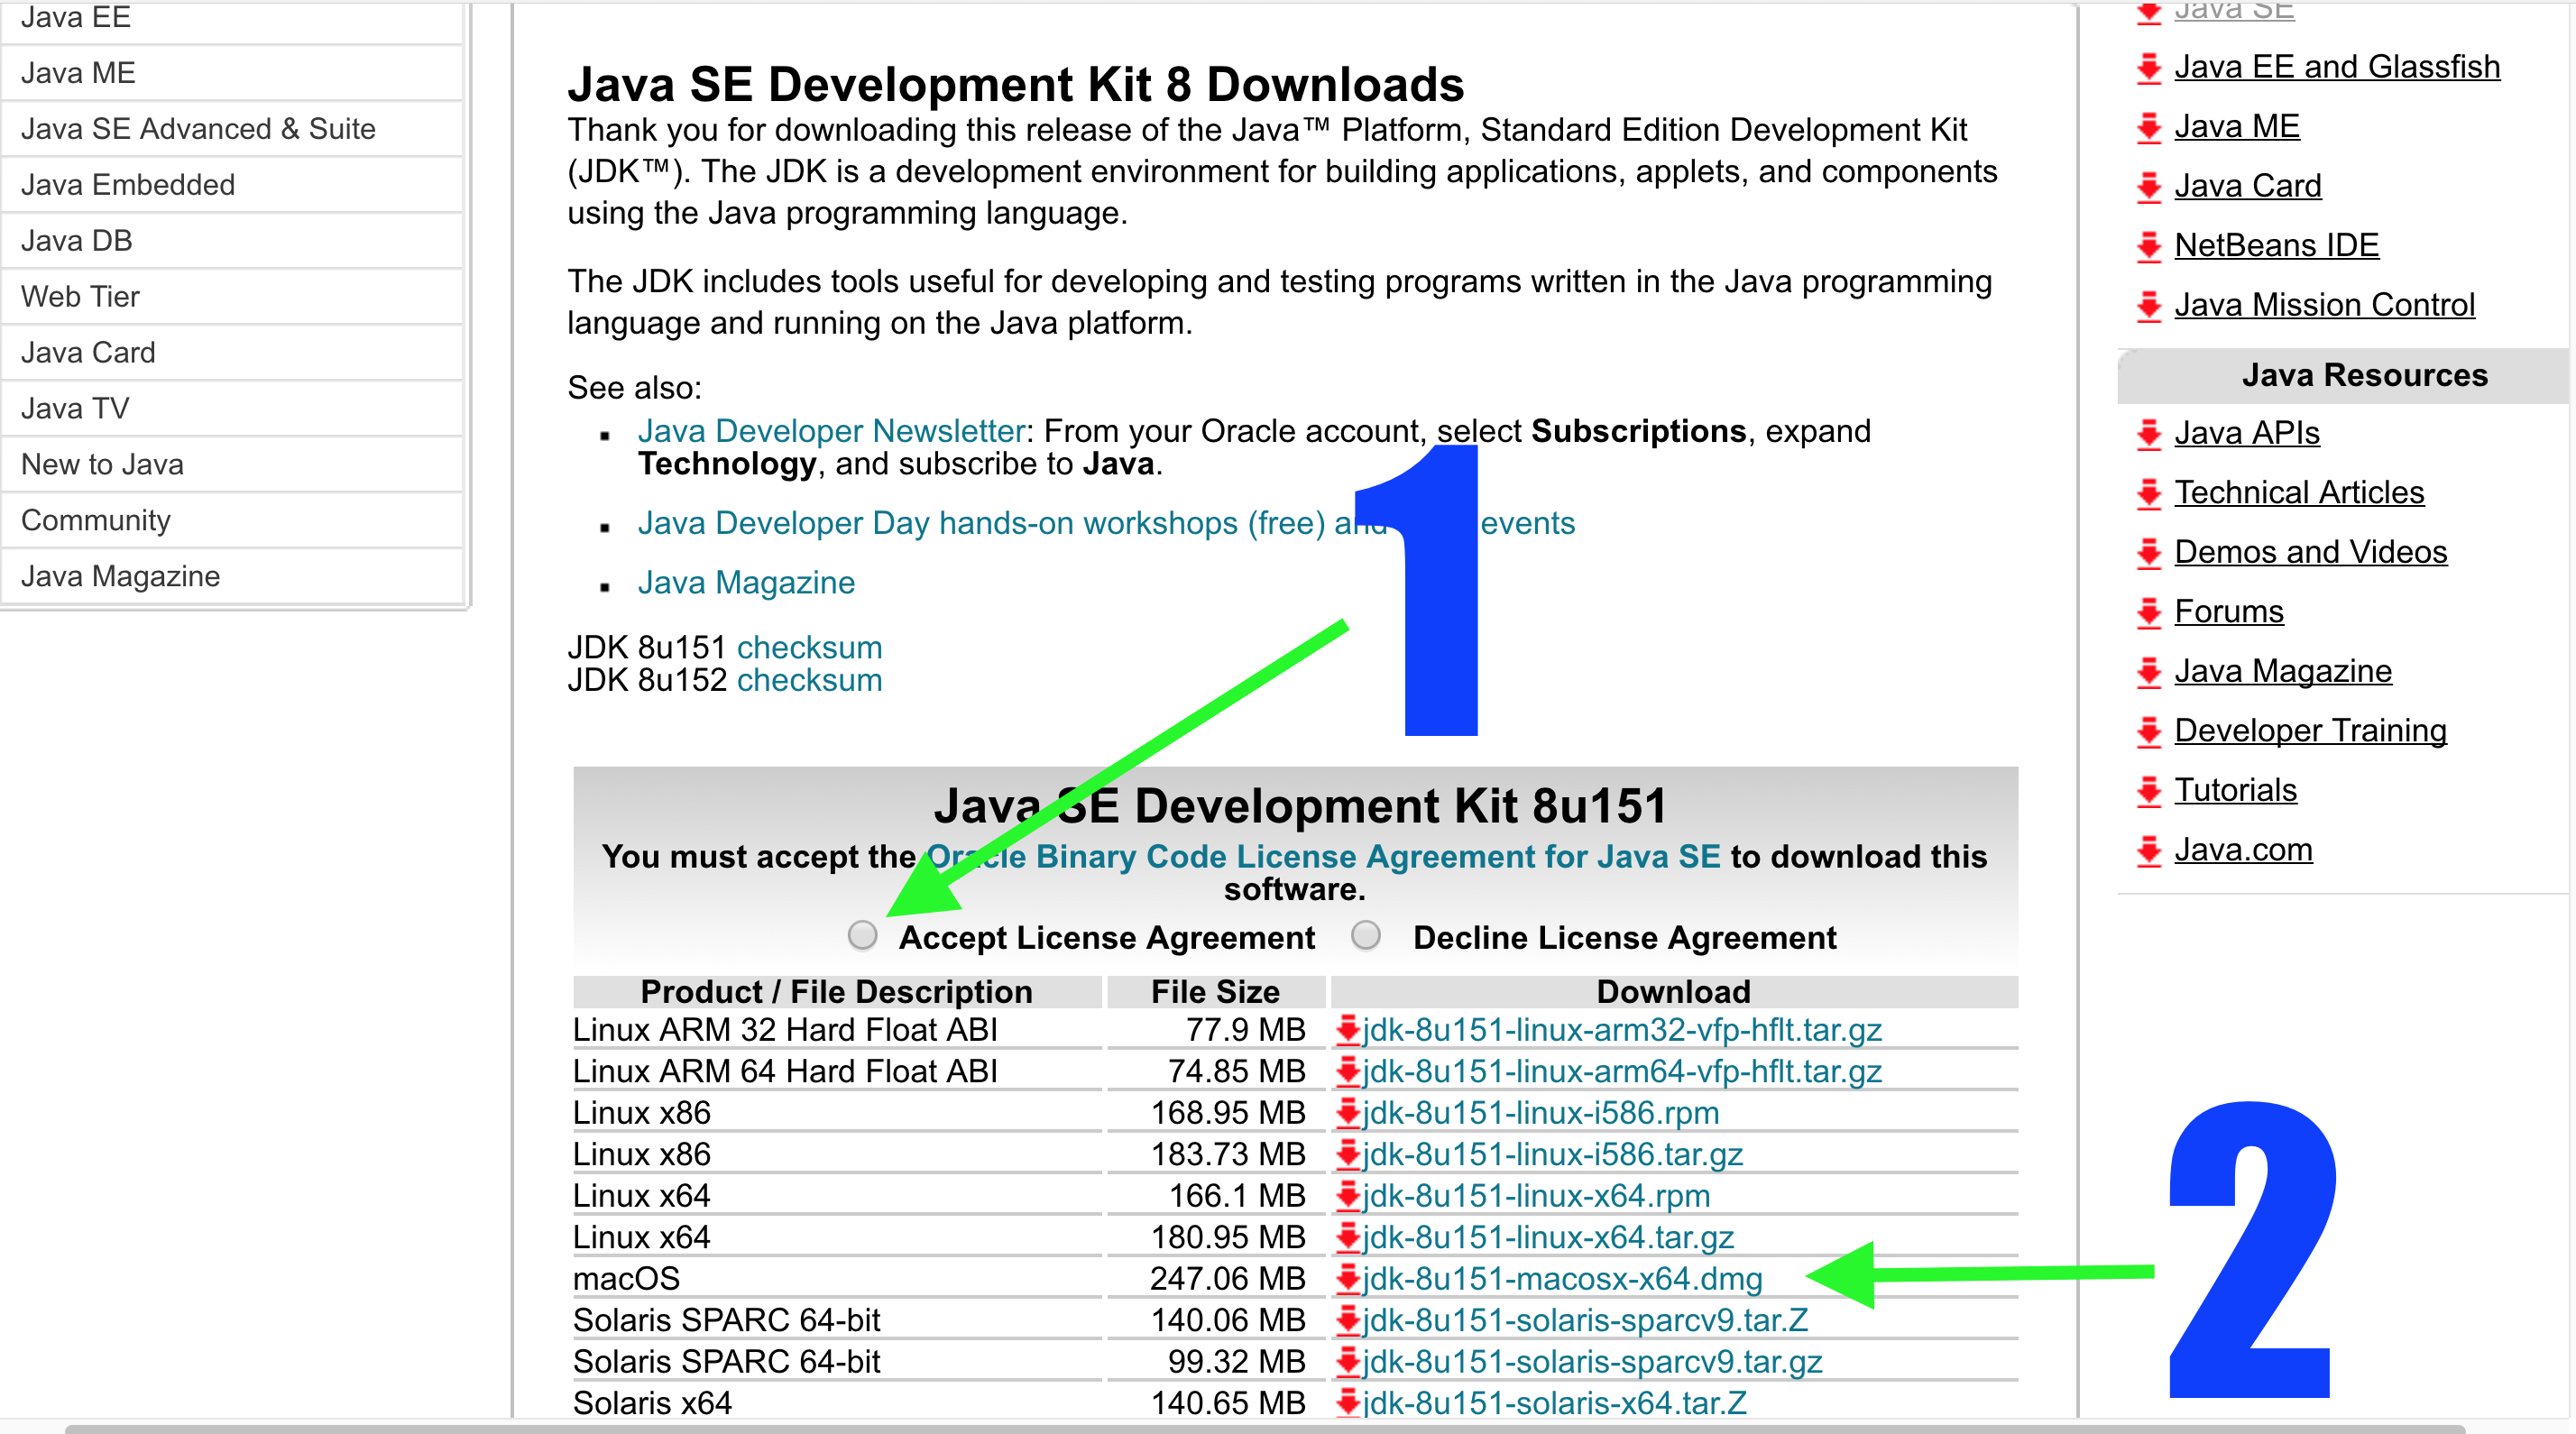 Java EE
Java ME
Java SE Advanced & Suite
Java Embedded
Java DB
Web Tier
Java Card
Java TV
New to Java
Community
Java Magazine
Java SE Development Kit 8 Downloads
Thank you for downloading this release of the Java™ Platform, Standard Edition Development Kit
(JDK™). The JDK is a development environment for building applications, applets, and components
using the Java programming language.
The JDK includes tools useful for developing and testing programs written in the Java programming
language and running on the Java platform.
See also:
Java Developer Newsletter: From your Oracle account, select Subscriptions, expand
Technology, and subscribe to Java.
Java Developer Day hands-on workshops (free) and events
Java Magazine
JDK 8u151 checksum
JDK 8u152 checksum
1
Java SE Development Kit 8u151
You must accept the Oracle Binary Code License Agreement for Java SE to download this
software.
Accept License Agreement Decline License Agreement
Product / File Description File Size Download
Linux ARM 32 Hard Float ABI 77.9 MB jdk-8u151-linux-arm32-vfp-hflt.tar.gz
Linux ARM 64 Hard Float ABI 74.85 MB jdk-8u151-linux-arm64-vfp-hflt.tar.gz
Linux x86 168.95 MB jdk-8u151-linux-i586.rpm
Linux x86 183.73 MB jdk-8u151-linux-i586.tar.gz
Linux x64 166.1 MB jdk-8u151-linux-x64.rpm
Linux x64 180.95 MB jdk-8u151-linux-x64.tar.gz
macOS 247.06 MB jdk-8u151-macosx-x64.dmg
Solaris SPARC 64-bit 140.06 MB jdk-8u151-solaris-sparcv9.tar.Z
Solaris SPARC 64-bit 99.32 MB jdk-8u151-solaris-sparcv9.tar.gz
Solaris x64 140.65 MB jdk-8u151-solaris-x64.tar.Z
Java SE
Java EE and Glassfish
Java ME
Java Card
NetBeans IDE
Java Mission Control
Java Resources
Java APIs
Technical Articles
Demos and Videos
Forums
Java Magazine
Developer Training
Tutorials
Java.com
2